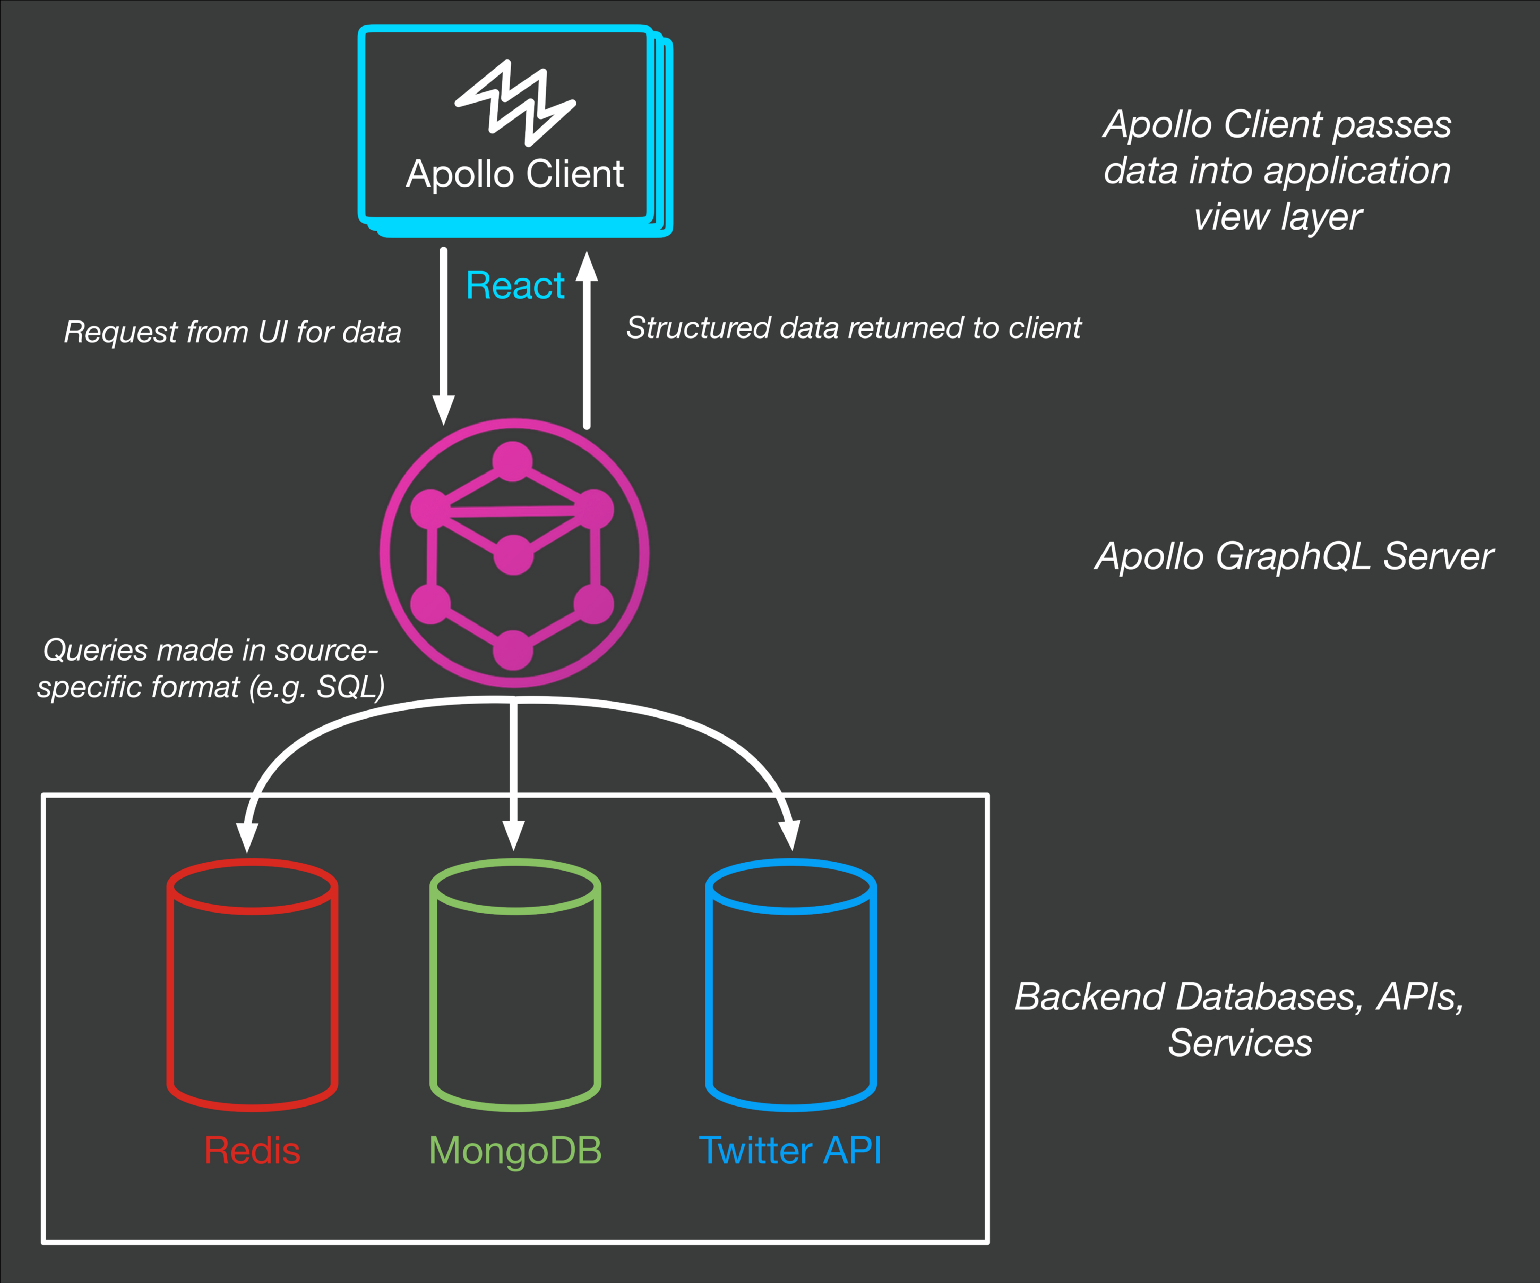 Apollo Client
Apollo Client passes
data into application
view layer
React
Request from UI for data
Structured data returned to client
Apollo GraphQL Server
Queries made in source-
specific format (e.g. SQL)
Backend Databases, APIs,
Services
Redis
MongoDB
Twitter API